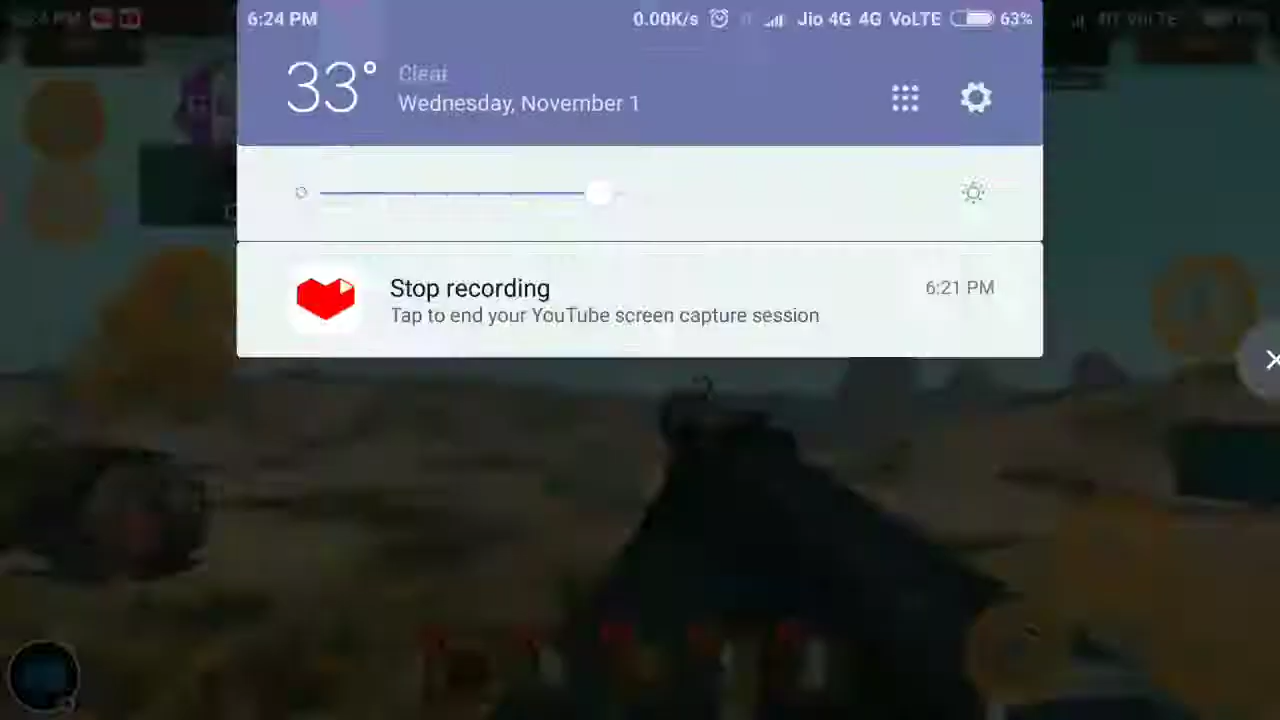 6:24 PM
0.00K/s Jio 4G 4G VoLTE 63%
33°
Clear
Wednesday, November 1
Stop recording
6:21 PM
Tap to end your YouTube screen capture session